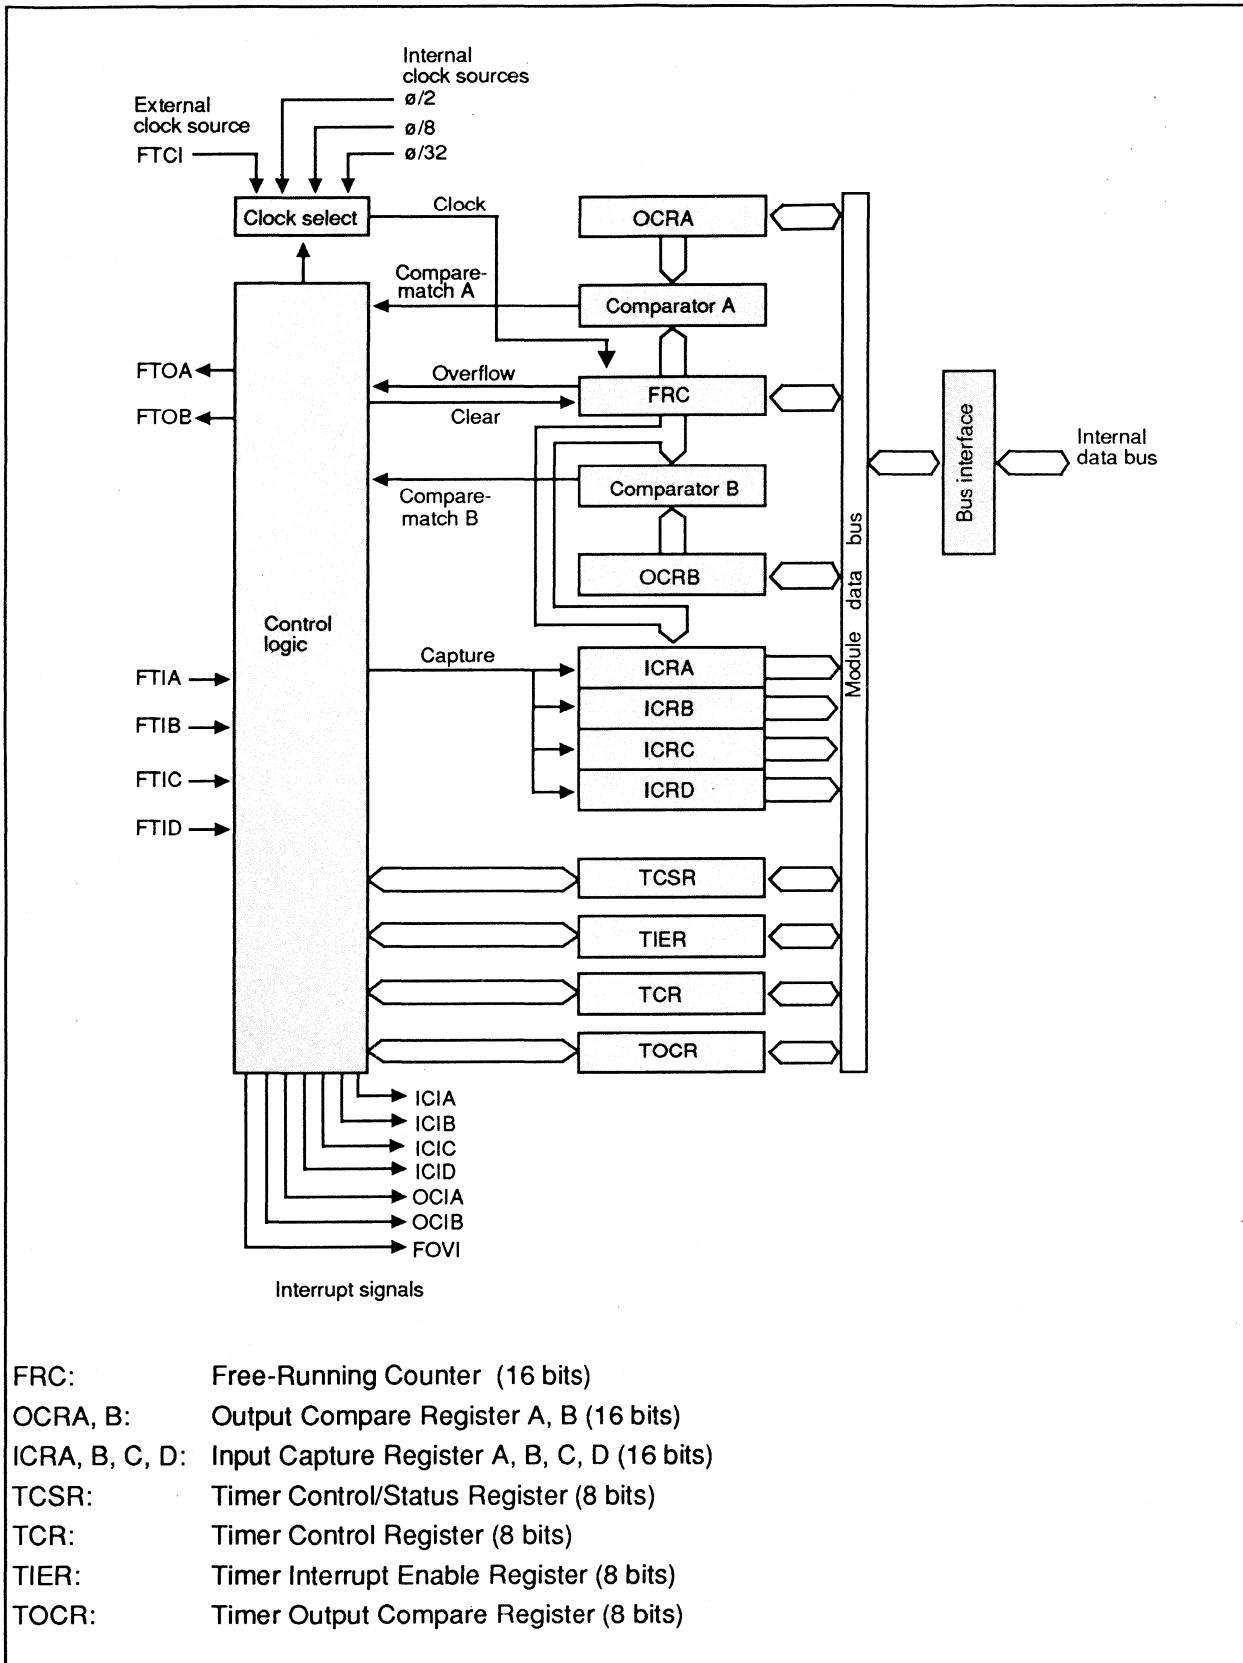 Internal
clock sources
ø/2
External
clock source
ø/8
FTCI
ø/32
Clock select
Clock
OCRA
Compare-
match A
Comparator A
FTOA
Overflow
FRC
FTOB
Clear
Internal
data bus
Bus interface
Comparator B
Compare-
match B
OCRB
Module data bus
Control
logic
Capture
ICRA
FTIA
ICRB
FTIB
ICRC
FTIC
ICRD
FTID
TCSR
TIER
TCR
TOCR
ICIA
ICIB
ICIC
ICID
OCIA
OCIB
FOVI
Interrupt signals
FRC: Free-Running Counter (16 bits)
OCRA, B: Output Compare Register A, B (16 bits)
ICRA, B, C, D: Input Capture Register A, B, C, D (16 bits)
TCSR: Timer Control/Status Register (8 bits)
TCR: Timer Control Register (8 bits)
TIER: Timer Interrupt Enable Register (8 bits)
TOCR: Timer Output Compare Register (8 bits)